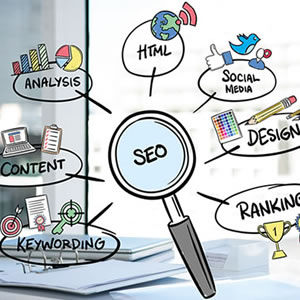 HTML
ANALYSIS
SOCIAL
MEDIA
SEO
DESIGN
CONTENT
RANKING
KEYWORDING